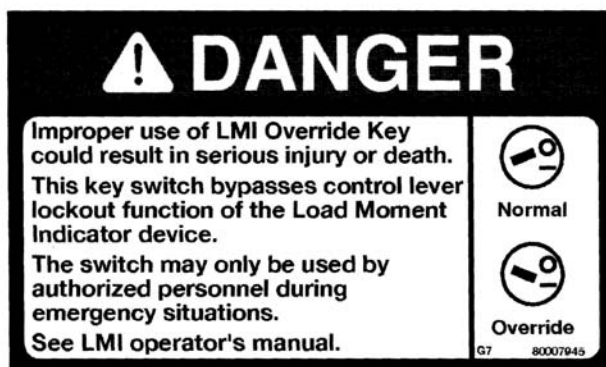 DANGER
Improper use of LMI Override Key
could result in serious injury or death.
This key switch bypasses control lever
lockout function of the Load Moment
Indicator device.
The switch may only be used by
authorized personnel during
emergency situations.
See LMI operator's manual.
Normal
Override
G7 80007945